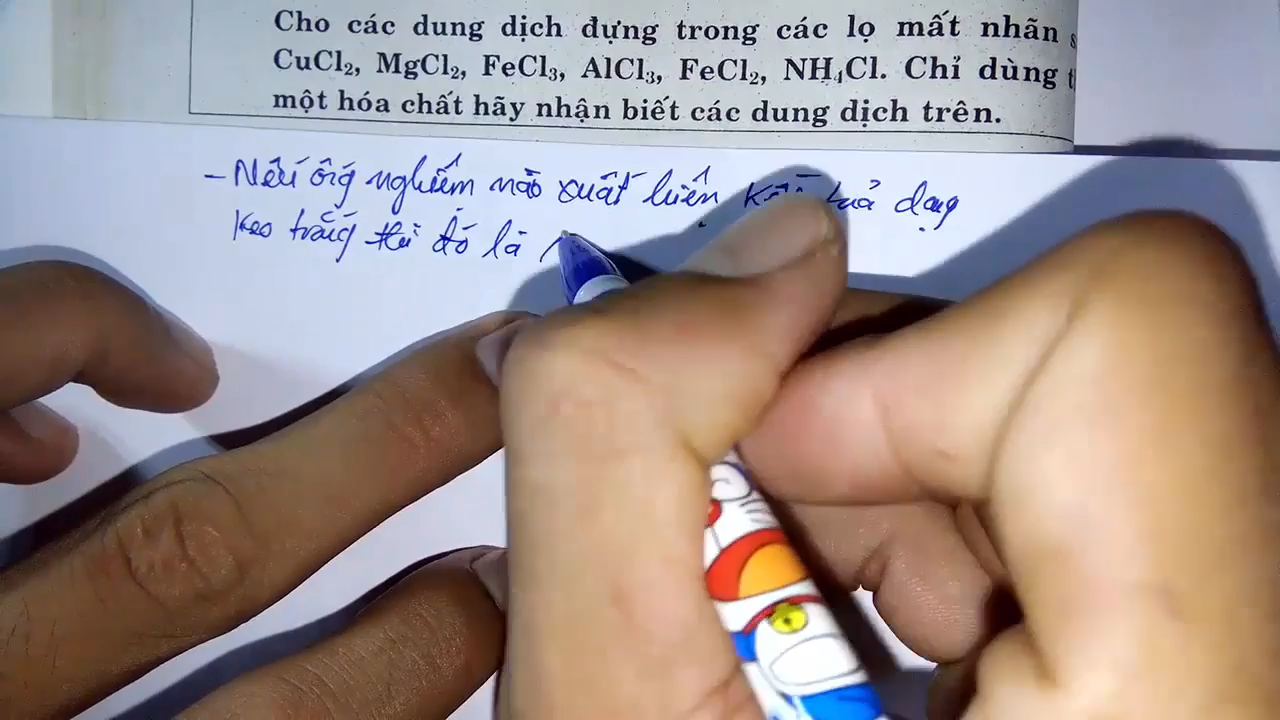 Cho các dung dịch đựng trong các lọ mất nhãn s
CuCl₂, MgCl₂, FeCl₃, AlCl₃, FeCl₂, NH₄Cl. Chỉ dùng t
một hóa chất hãy nhận biết các dung dịch trên.
- Nếu ống nghiệm nào xuất hiện tủa dạng
keo trắng thì đó là